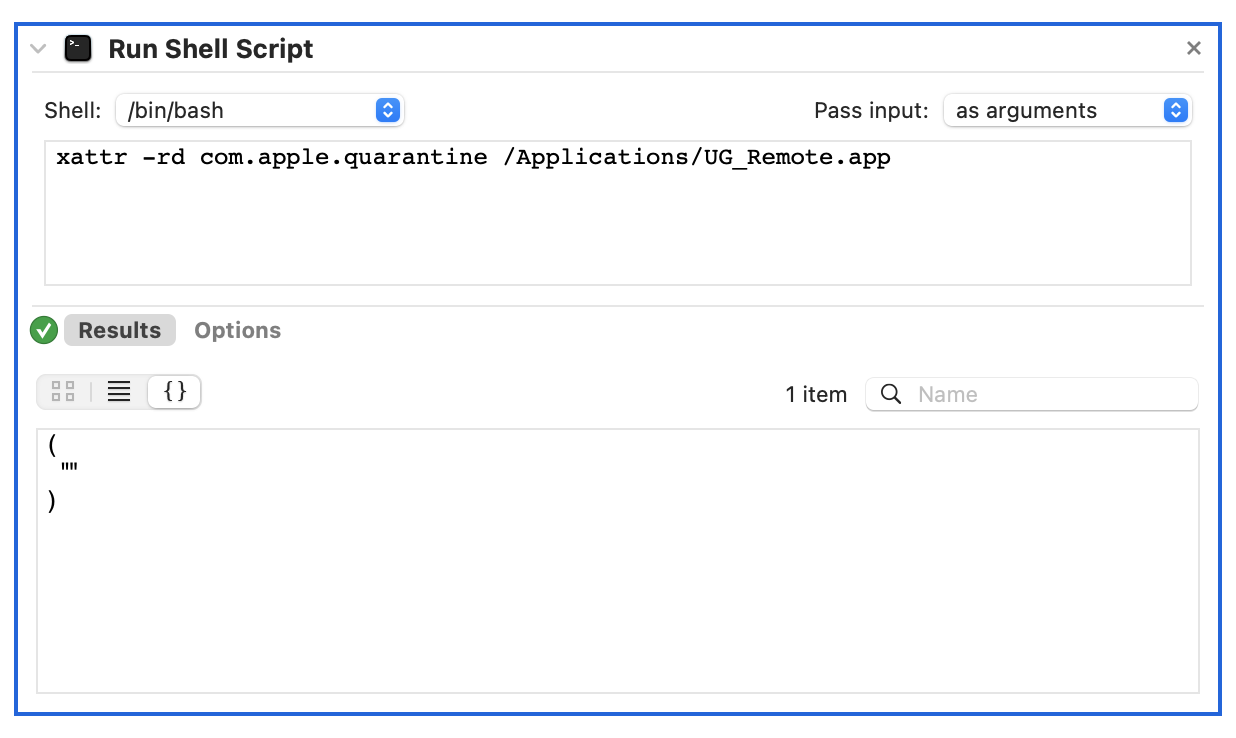 Run Shell Script
Shell: /bin/bash Pass input: as arguments
xattr -rd com.apple.quarantine /Applications/UG_Remote.app
Results Options
{} 1 item Name
(
""
)